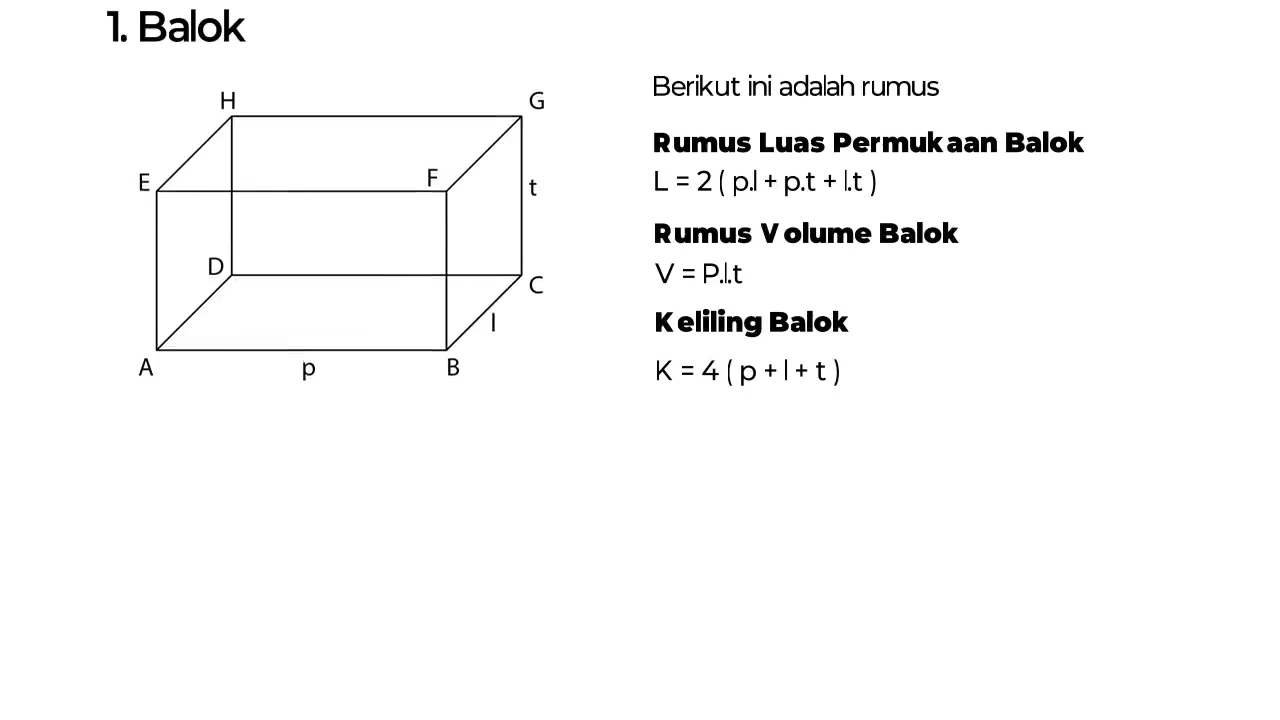 1. Balok
H
G
E
F
t
D
C
l
A
p
B
Berikut ini adalah rumus
Rumus Luas Permukaan Balok
L = 2 ( p.l + p.t + l.t )
Rumus Volume Balok
V = P.l.t
Keliling Balok
K = 4 ( p + l + t )